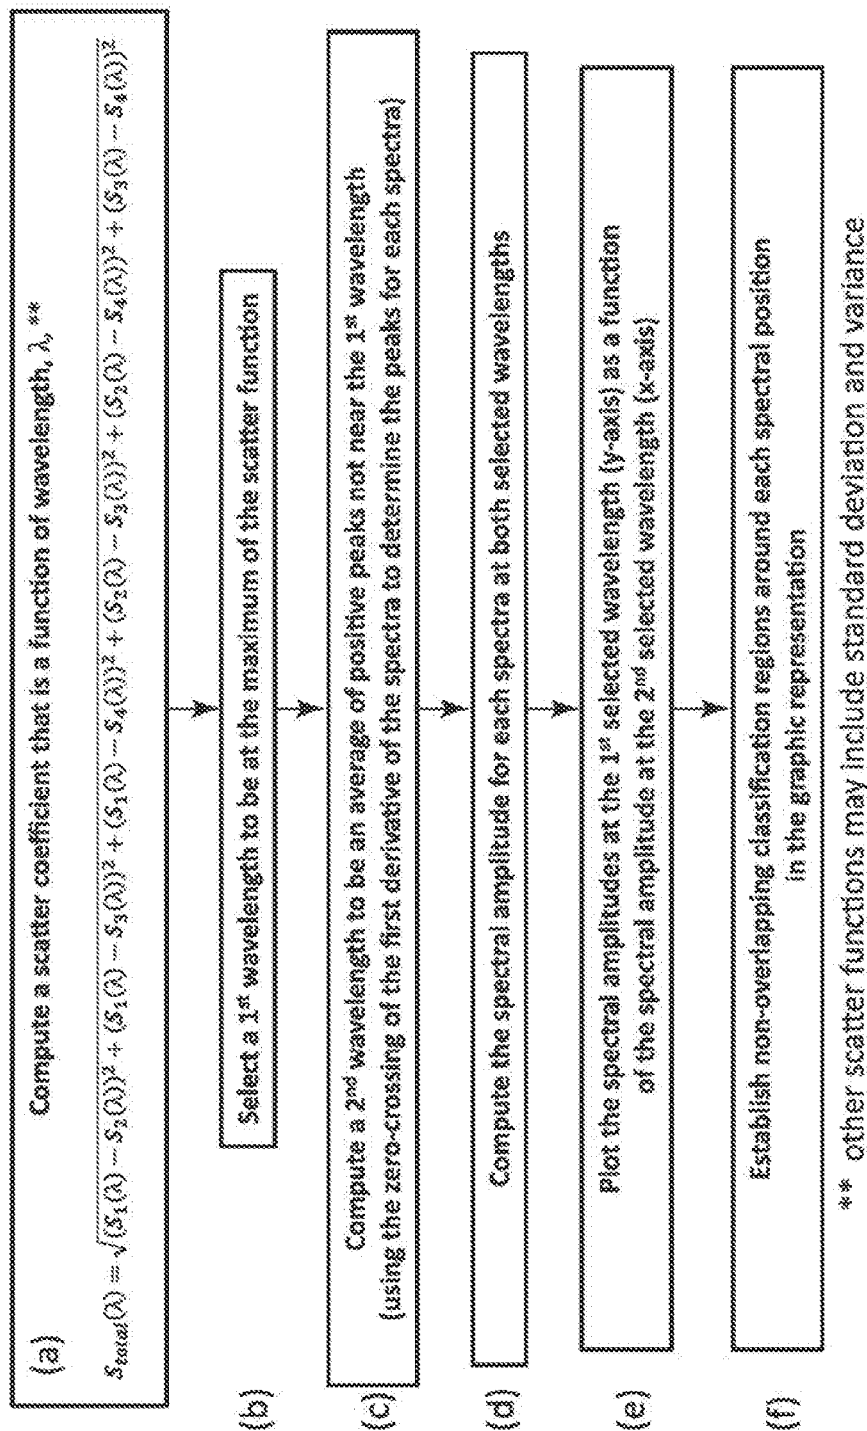 (a) Compute a scatter coefficient that is a function of wavelength, λ, **
S_total(λ) = √(S₁(λ) − S₂(λ))² + (S₁(λ) − S₃(λ))² + (S₁(λ) − S₄(λ))² + (S₂(λ) − S₃(λ))² + (S₂(λ) − S₄(λ))² + (S₃(λ) − S₄(λ))²
(b) Select a 1st wavelength to be at the maximum of the scatter function
(c) Compute a 2nd wavelength to be an average of positive peaks not near the 1st wavelength
(using the zero-crossing of the first derivative of the spectra to determine the peaks for each spectra)
(d) Compute the spectral amplitude for each spectra at both selected wavelengths
(e) Plot the spectral amplitudes at the 1st selected wavelength (y-axis) as a function
of the spectral amplitude at the 2nd selected wavelength (x-axis)
(f) Establish non-overlapping classification regions around each spectral position
in the graphic representation
** other scatter functions may include standard deviation and variance